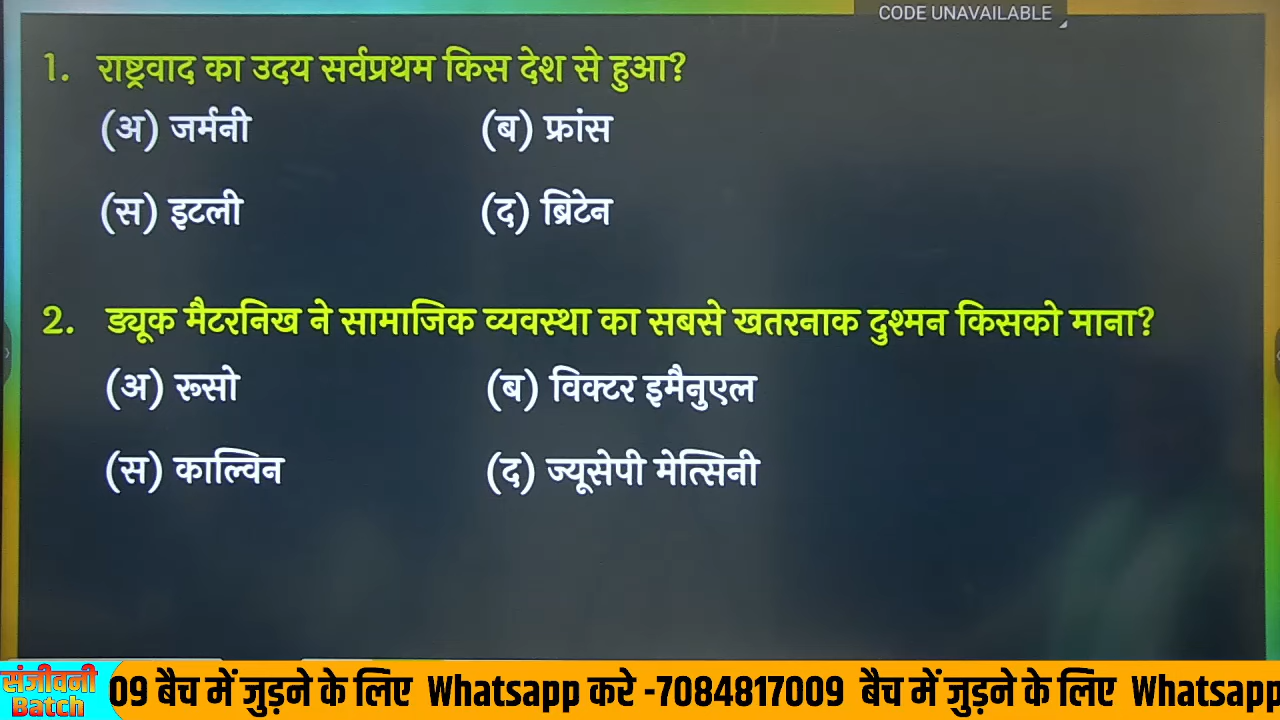 CODE UNAVAILABLE
1. राष्ट्रवाद का उदय सर्वप्रथम किस देश से हुआ?
(अ) जर्मनी (ब) फ्रांस
(स) इटली (द) ब्रिटेन
2. ड्यूक मैटरनिख ने सामाजिक व्यवस्था का सबसे खतरनाक दुश्मन किसको माना?
(अ) रूसो (ब) विक्टर इमैनुएल
(स) काल्विन (द) ज्यूसेपी मेत्सिनी
संजीवनी
Batch
09 बैच में जुड़ने के लिए Whatsapp करे -7084817009 बैच में जुड़ने के लिए Whatsapp